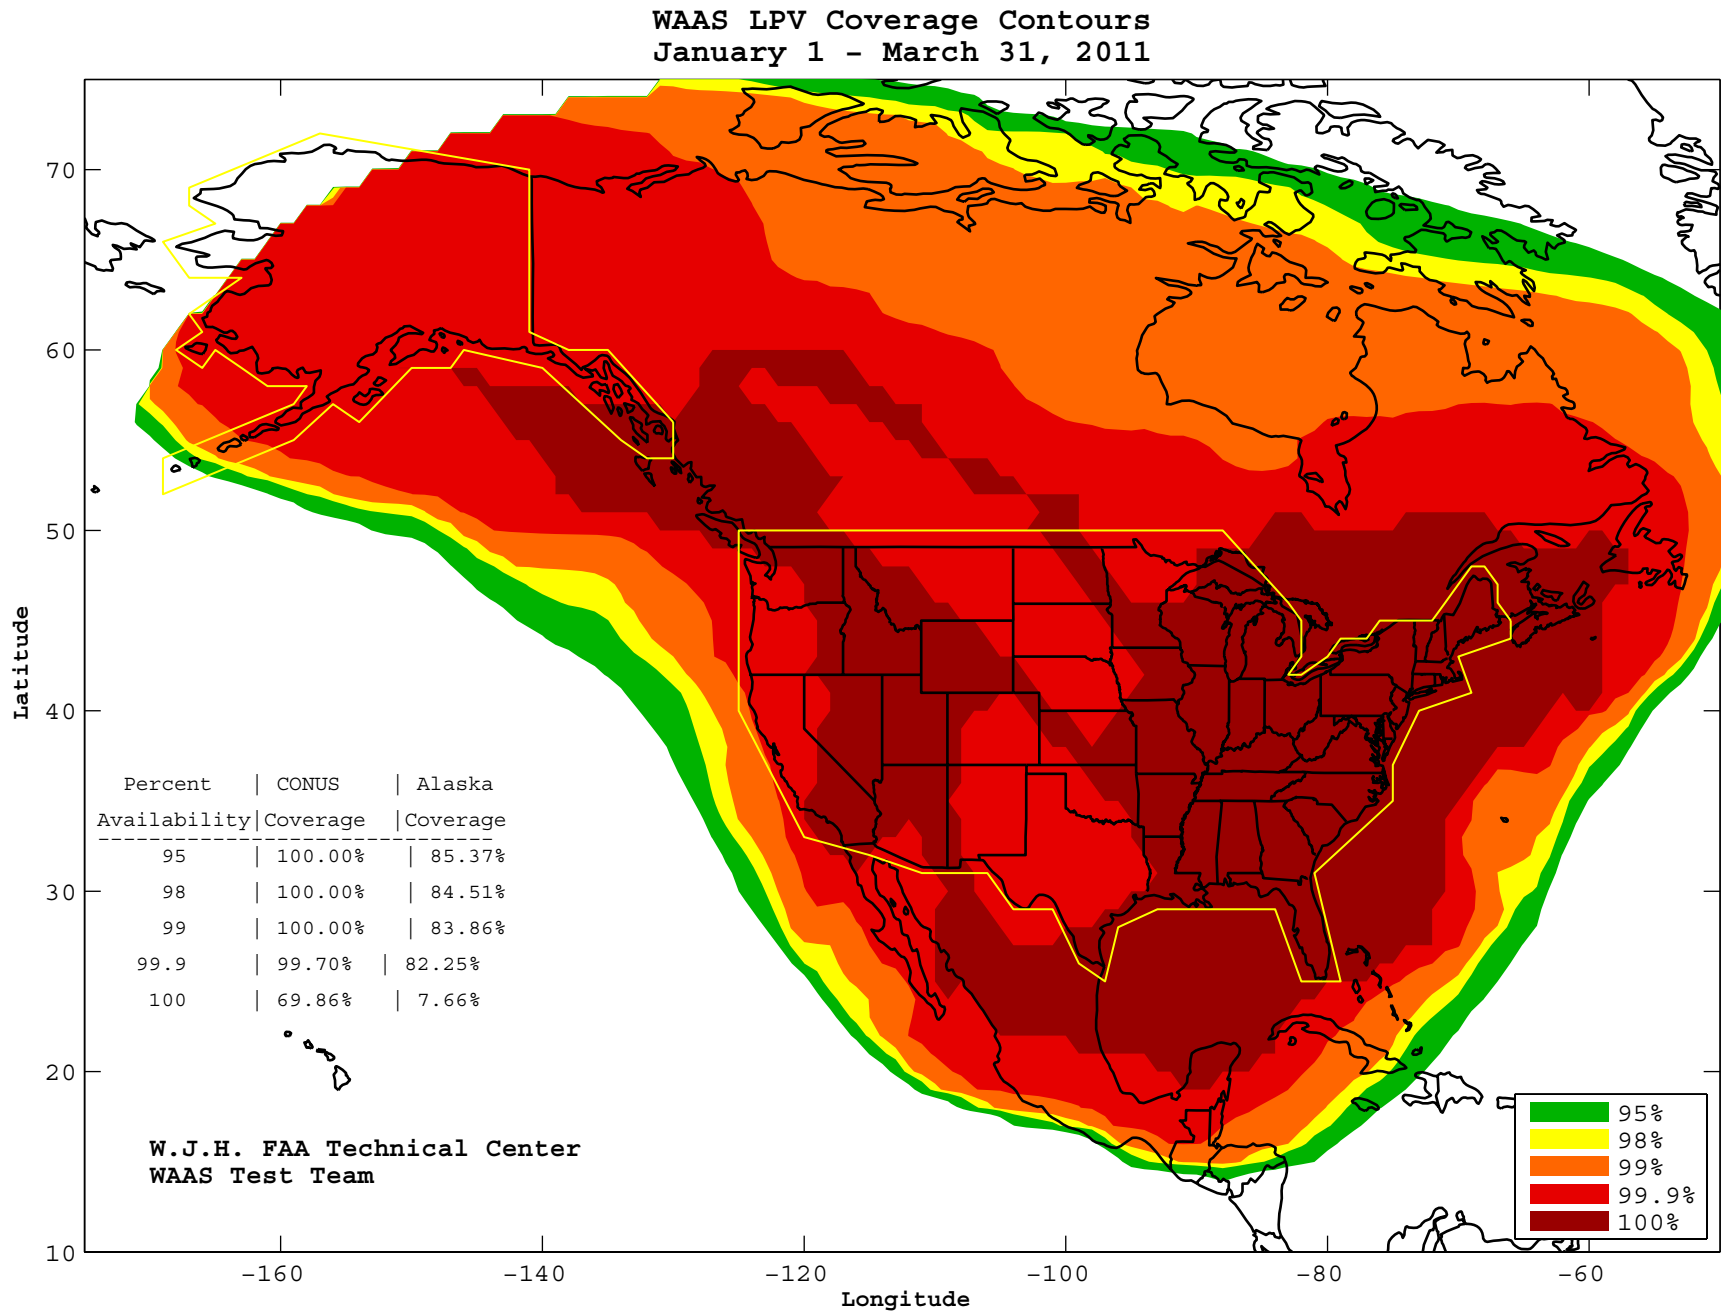 WAAS LPV Coverage Contours
January 1 - March 31, 2011
70
60
50
40
30
20
10
Latitude
Percent | CONUS | Alaska
Availability|Coverage |Coverage
-------------------------------
95 | 100.00% | 85.37%
98 | 100.00% | 84.51%
99 | 100.00% | 83.86%
99.9 | 99.70% | 82.25%
100 | 69.86% | 7.66%
W.J.H. FAA Technical Center
WAAS Test Team
95%
98%
99%
99.9%
100%
-160 -140 -120 -100 -80 -60
Longitude